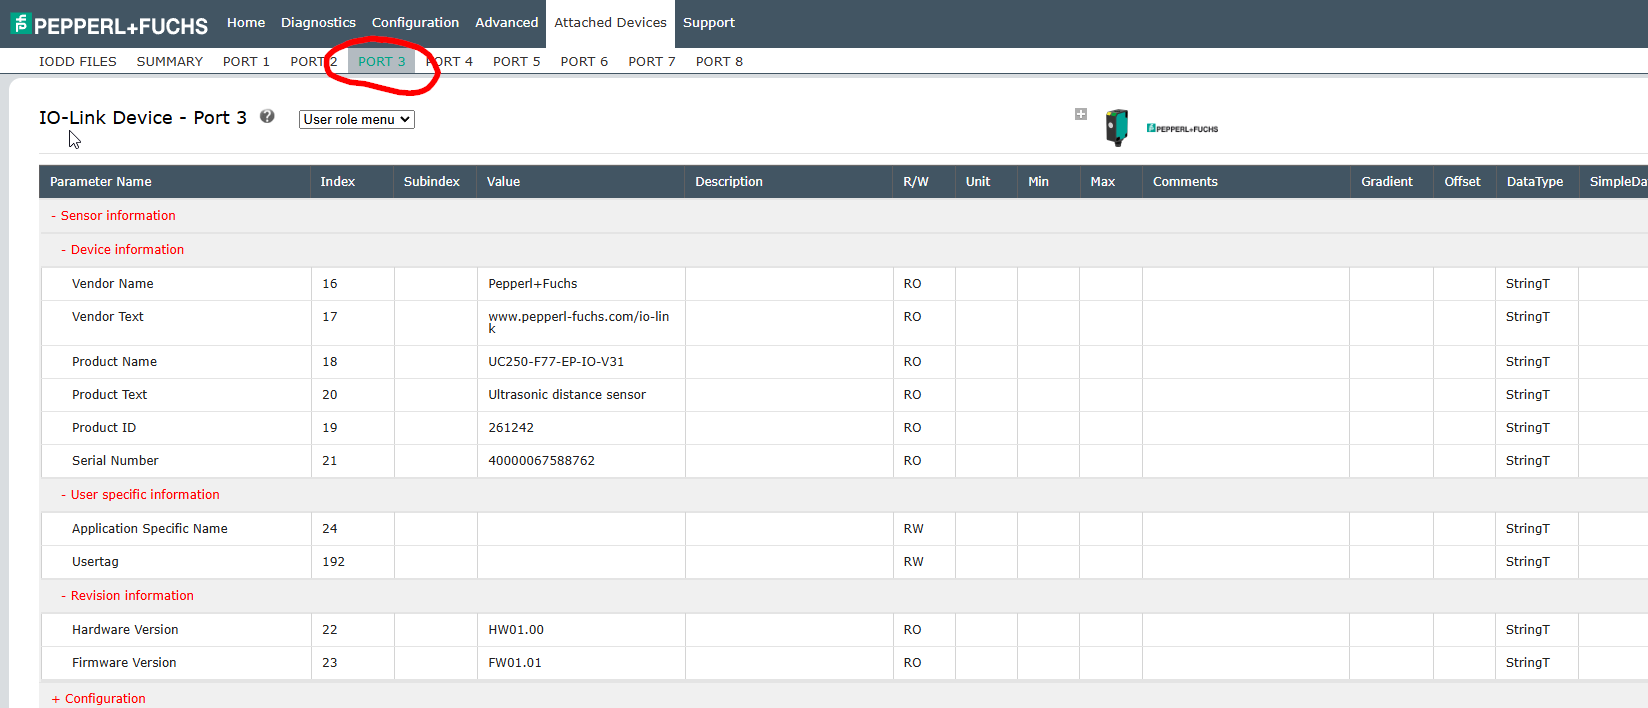 PEPPERL+FUCHS Home Diagnostics Configuration Advanced Attached Devices Support
IODD FILES SUMMARY PORT 1 PORT 2 PORT 3 PORT 4 PORT 5 PORT 6 PORT 7 PORT 8
IO-Link Device - Port 3 ? User role menu PEPPERL+FUCHS
Parameter Name Index Subindex Value Description R/W Unit Min Max Comments Gradient Offset DataType SimpleDa
- Sensor information
- Device information
Vendor Name 16 Pepperl+Fuchs RO StringT
Vendor Text 17 www.pepperl-fuchs.com/io-lin RO StringT
k
Product Name 18 UC250-F77-EP-IO-V31 RO StringT
Product Text 20 Ultrasonic distance sensor RO StringT
Product ID 19 261242 RO StringT
Serial Number 21 40000067588762 RO StringT
- User specific information
Application Specific Name 24 RW StringT
Usertag 192 RW StringT
- Revision information
Hardware Version 22 HW01.00 RO StringT
Firmware Version 23 FW01.01 RO StringT
+ Configuration